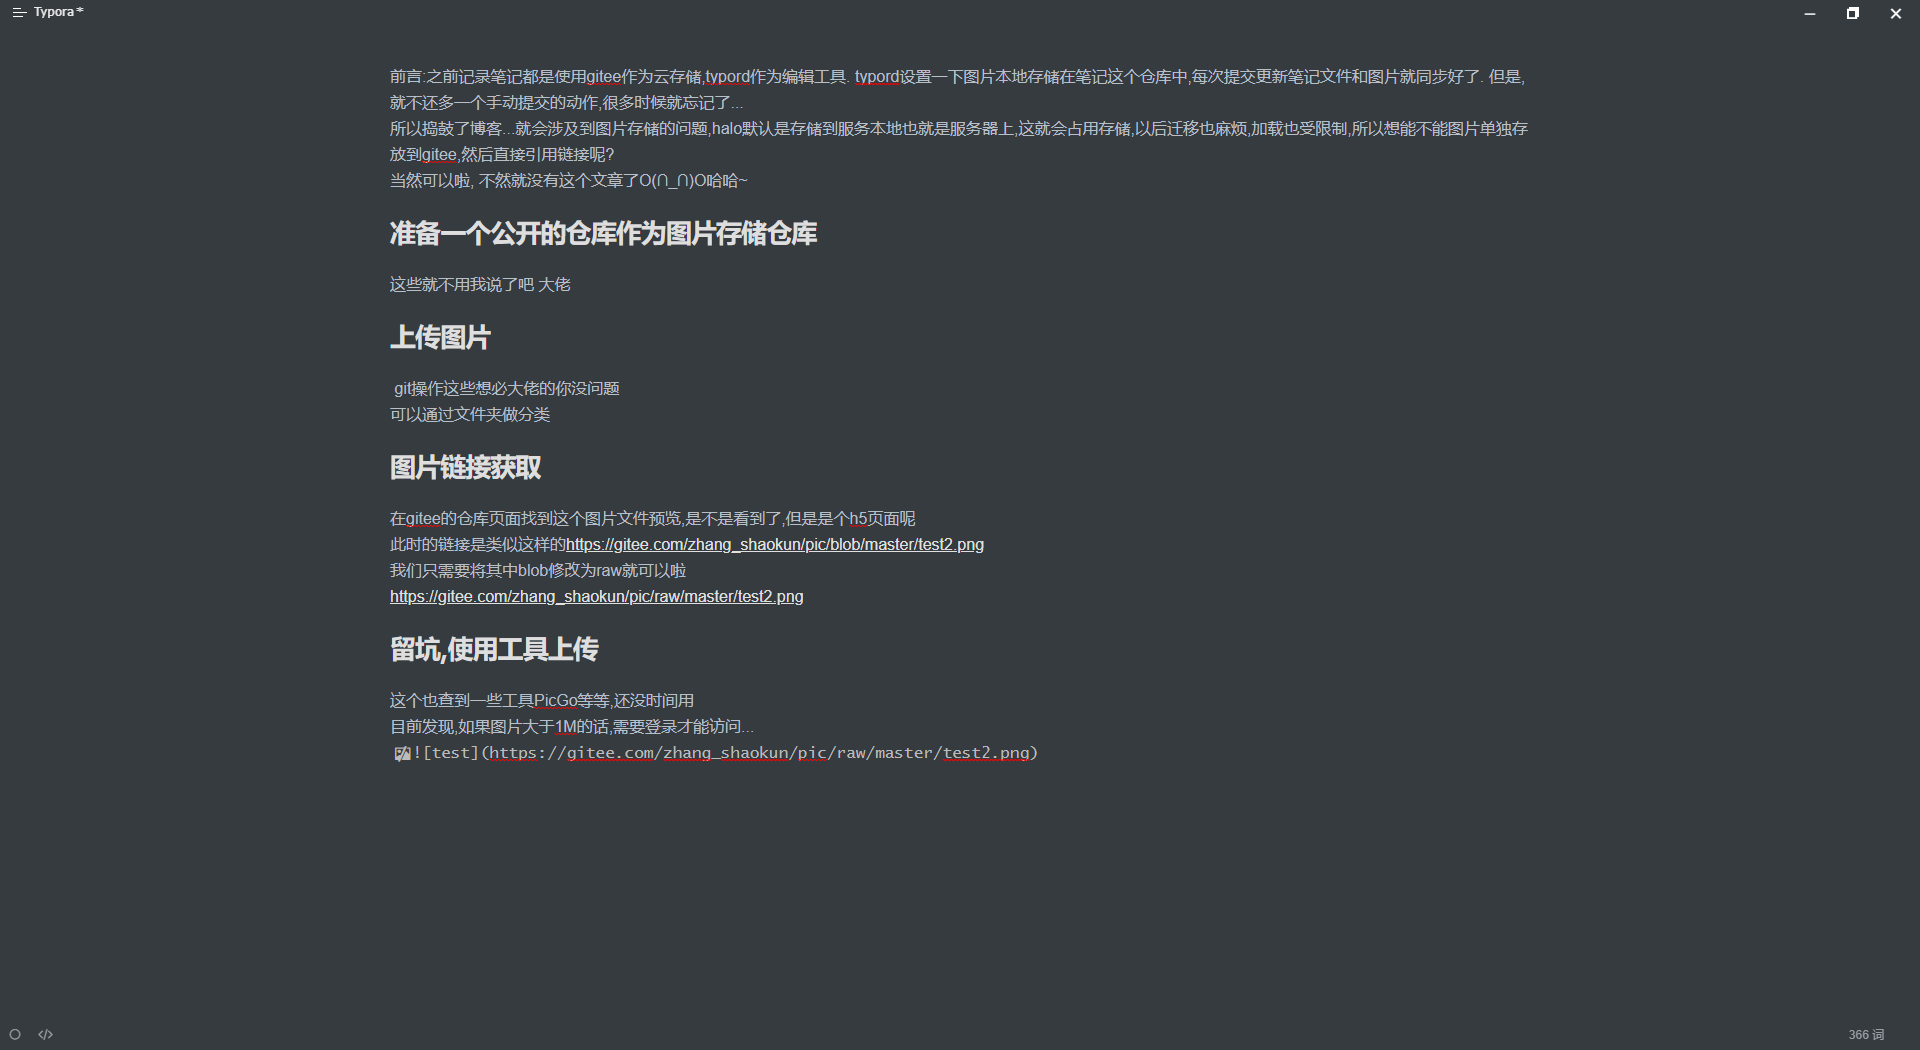 Typora*
前言:之前记录笔记都是使用gitee作为云存储,typord作为编辑工具. typord设置一下图片本地存储在笔记这个仓库中,每次提交更新笔记文件和图片就同步好了. 但是,
就不还多一个手动提交的动作,很多时候就忘记了...
所以捣鼓了博客...就会涉及到图片存储的问题,halo默认是存储到服务本地也就是服务器上,这就会占用存储,以后迁移也麻烦,加载也受限制,所以想能不能图片单独存
放到gitee,然后直接引用链接呢?
当然可以啦, 不然就没有这个文章了O(∩_∩)O哈哈~
准备一个公开的仓库作为图片存储仓库
这些就不用我说了吧 大佬
上传图片
git操作这些想必大佬的你没问题
可以通过文件夹做分类
图片链接获取
在gitee的仓库页面找到这个图片文件预览,是不是看到了,但是是个h5页面呢
此时的链接是类似这样的https://gitee.com/zhang_shaokun/pic/blob/master/test2.png
我们只需要将其中blob修改为raw就可以啦
https://gitee.com/zhang_shaokun/pic/raw/master/test2.png
留坑,使用工具上传
这个也查到一些工具PicGo等等,还没时间用
目前发现,如果图片大于1M的话,需要登录才能访问...
![test](https://gitee.com/zhang_shaokun/pic/raw/master/test2.png)
366 词